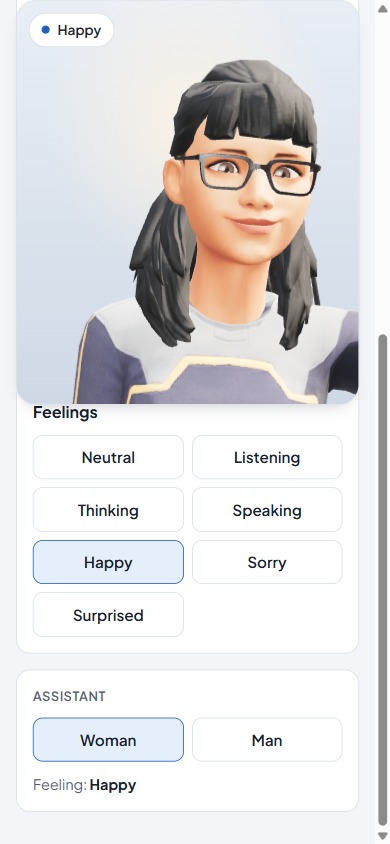 Happy
Feelings
Neutral
Listening
Thinking
Speaking
Happy
Sorry
Surprised
ASSISTANT
Woman
Man
Feeling: Happy